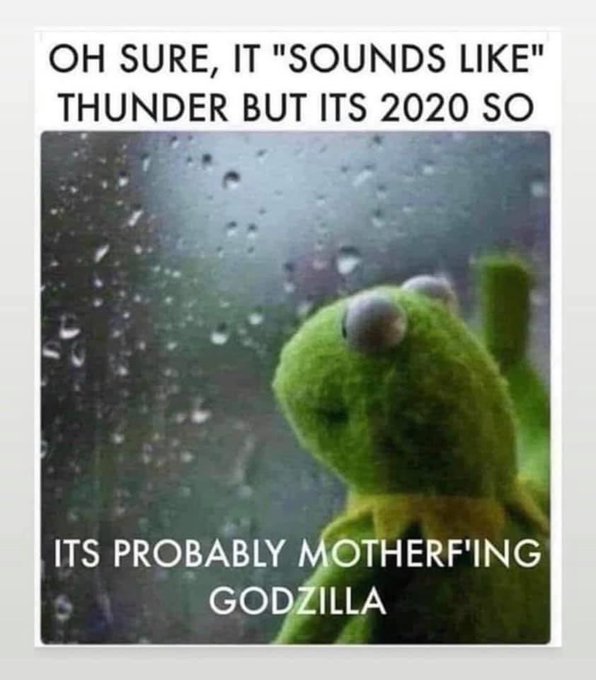 OH SURE, IT "SOUNDS LIKE"
THUNDER BUT ITS 2020 SO
ITS PROBABLY MOTHERF'ING
GODZILLA